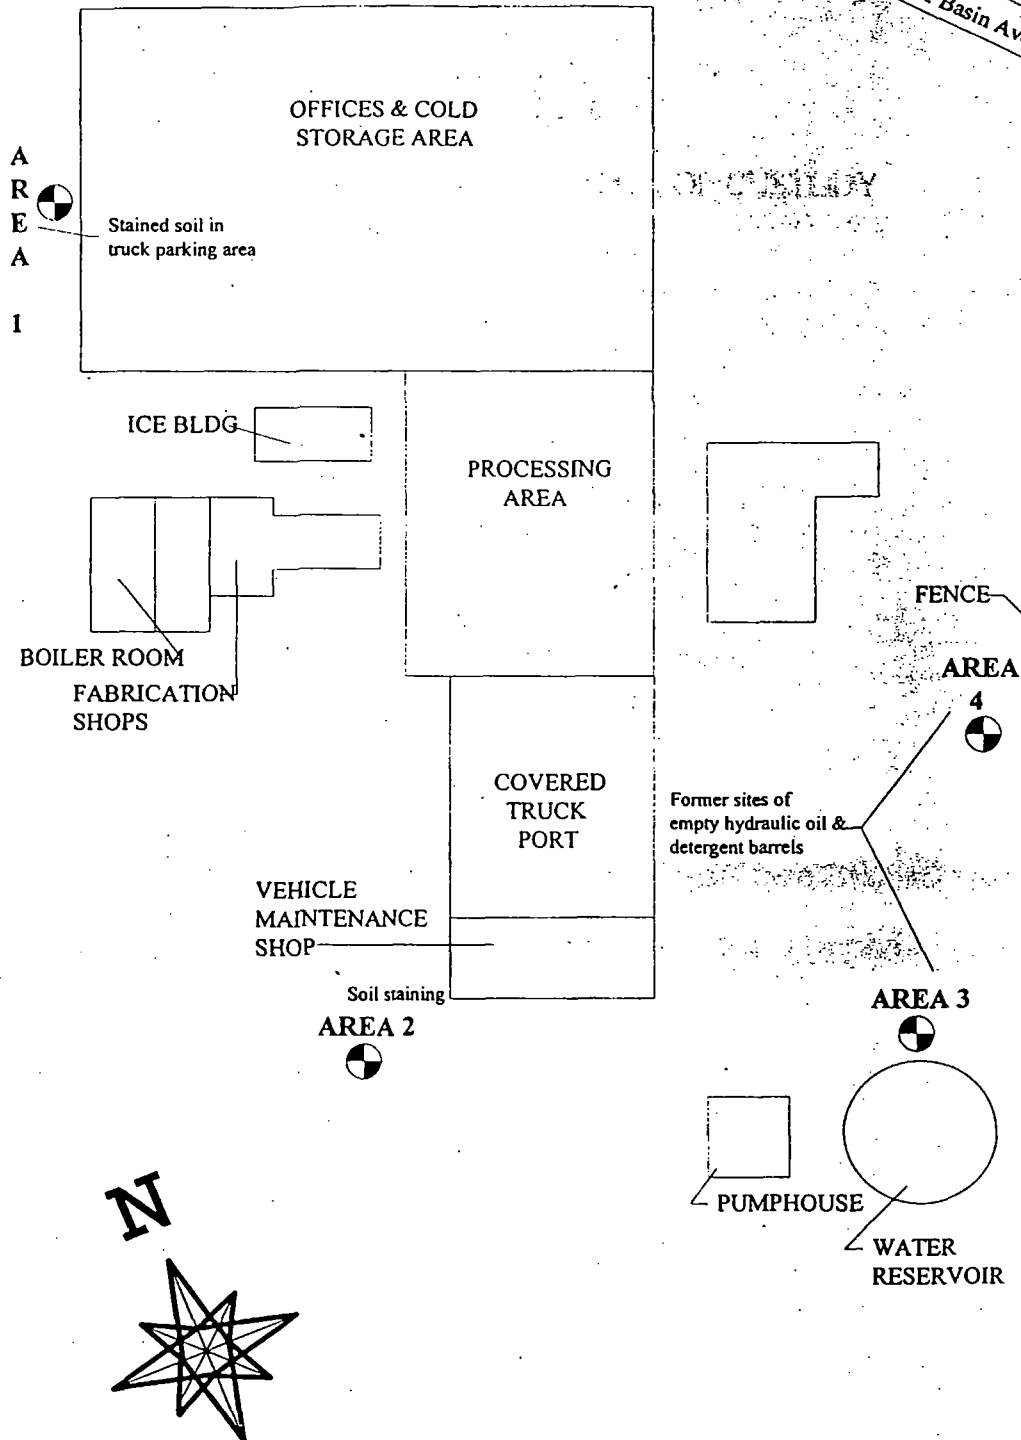 Basin Av
OFFICES & COLD
STORAGE AREA
AREA 1
Stained soil in
truck parking area
ICE BLDG
PROCESSING
AREA
FENCE
BOILER ROOM
FABRICATION
SHOPS
AREA
4
COVERED
TRUCK
PORT
Former sites of
empty hydraulic oil &
detergent barrels
VEHICLE
MAINTENANCE
SHOP
Soil staining
AREA 2
AREA 3
PUMPHOUSE
WATER
RESERVOIR
N